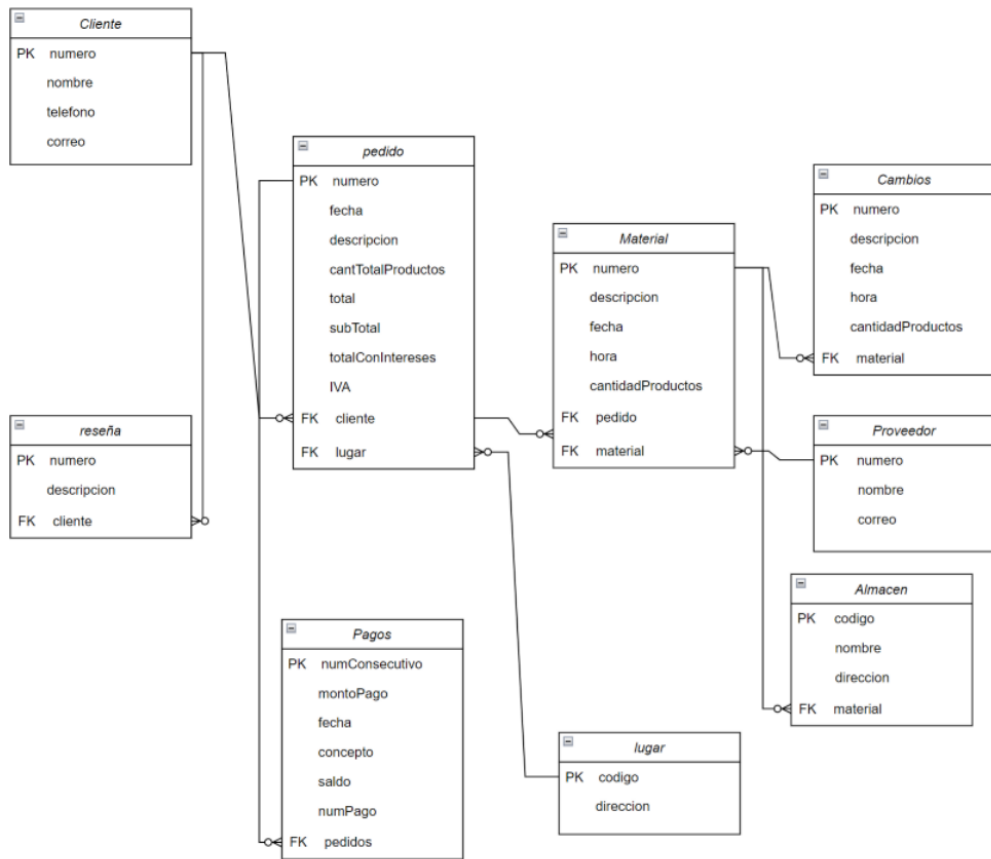 Cliente
PK numero
nombre
telefono
correo
pedido
PK numero
fecha
descripcion
cantTotalProductos
total
subTotal
totalConIntereses
IVA
FK cliente
FK lugar
Material
PK numero
descripcion
fecha
hora
cantidadProductos
FK pedido
FK material
Cambios
PK numero
descripcion
fecha
hora
cantidadProductos
FK material
reseña
PK numero
descripcion
FK cliente
Proveedor
PK numero
nombre
correo
Almacen
PK codigo
nombre
direccion
FK material
Pagos
PK numConsecutivo
montoPago
fecha
concepto
saldo
numPago
FK pedidos
lugar
PK codigo
direccion